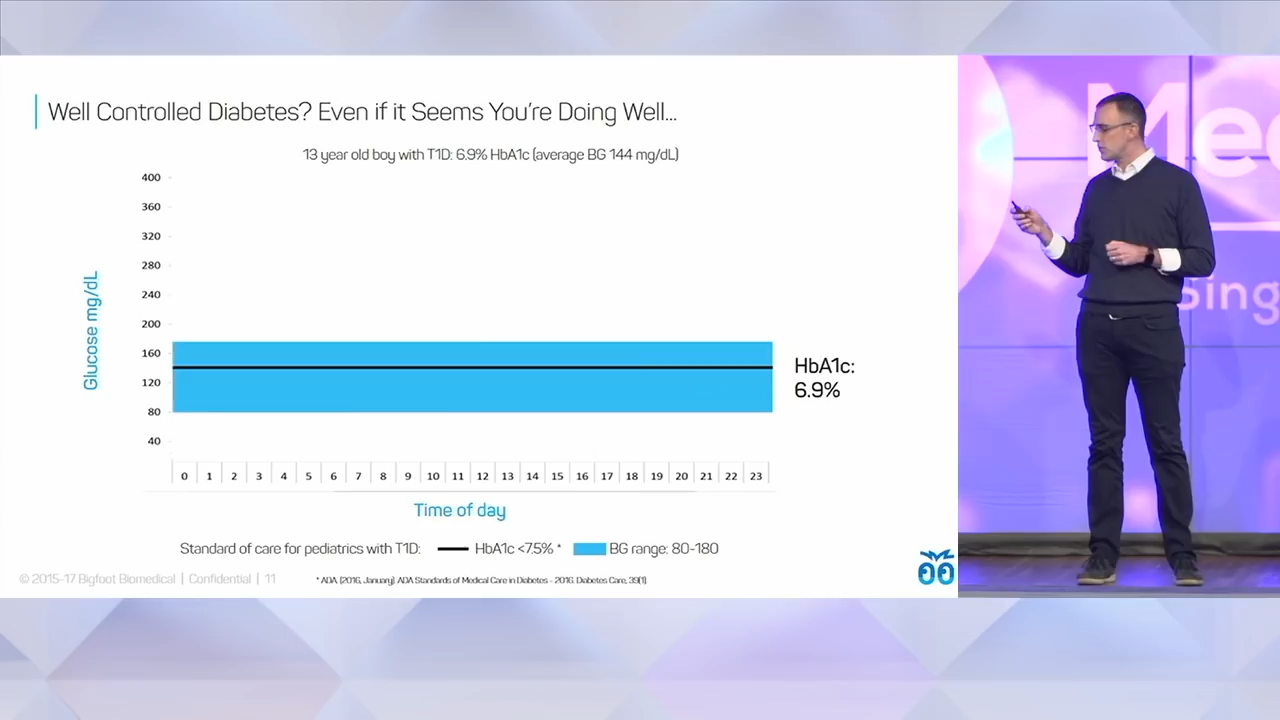 Well Controlled Diabetes? Even if it Seems You're Doing Well...
13 year old boy with T1D: 6.9% HbA1c (average BG 144 mg/dL)
400
360
320
280
240
200
160
120
80
40
Glucose mg/dL
HbA1c:
6.9%
0 1 2 3 4 5 6 7 8 9 10 11 12 13 14 15 16 17 18 19 20 21 22 23
Time of day
Standard of care for pediatrics with T1D: HbA1c <7.5% * BG range: 80-180
© 2015-17 Bigfoot Biomedical | Confidential | 11
* ADA. (2016, January). ADA Standards of Medical Care in Diabetes - 2016. Diabetes Care, 39(1).
Med
Sing